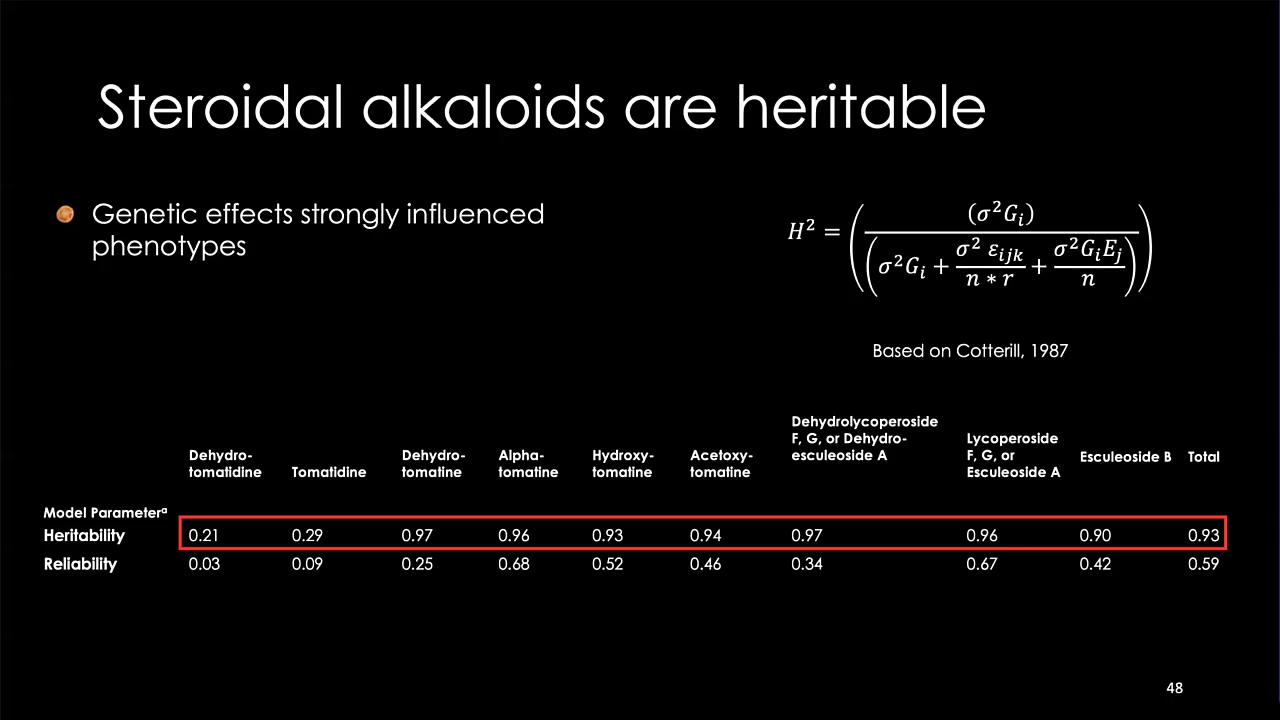 Steroidal alkaloids are heritable
Genetic effects strongly influenced
phenotypes
H² = ( (σ²Gᵢ) / (σ²Gᵢ + σ² εᵢⱼₖ / n ∗ r + σ²GᵢEⱼ / n) )
Based on Cotterill, 1987
Dehydro-
tomatidine
Tomatidine
Dehydro-
tomatine
Alpha-
tomatine
Hydroxy-
tomatine
Acetoxy-
tomatine
Dehydrolycoperoside
F, G, or Dehydro-
esculeoside A
Lycoperoside
F, G, or
Esculeoside A
Esculeoside B
Total
Model Parameterᵃ
Heritability 0.21 0.29 0.97 0.96 0.93 0.94 0.97 0.96 0.90 0.93
Reliability 0.03 0.09 0.25 0.68 0.52 0.46 0.34 0.67 0.42 0.59
48